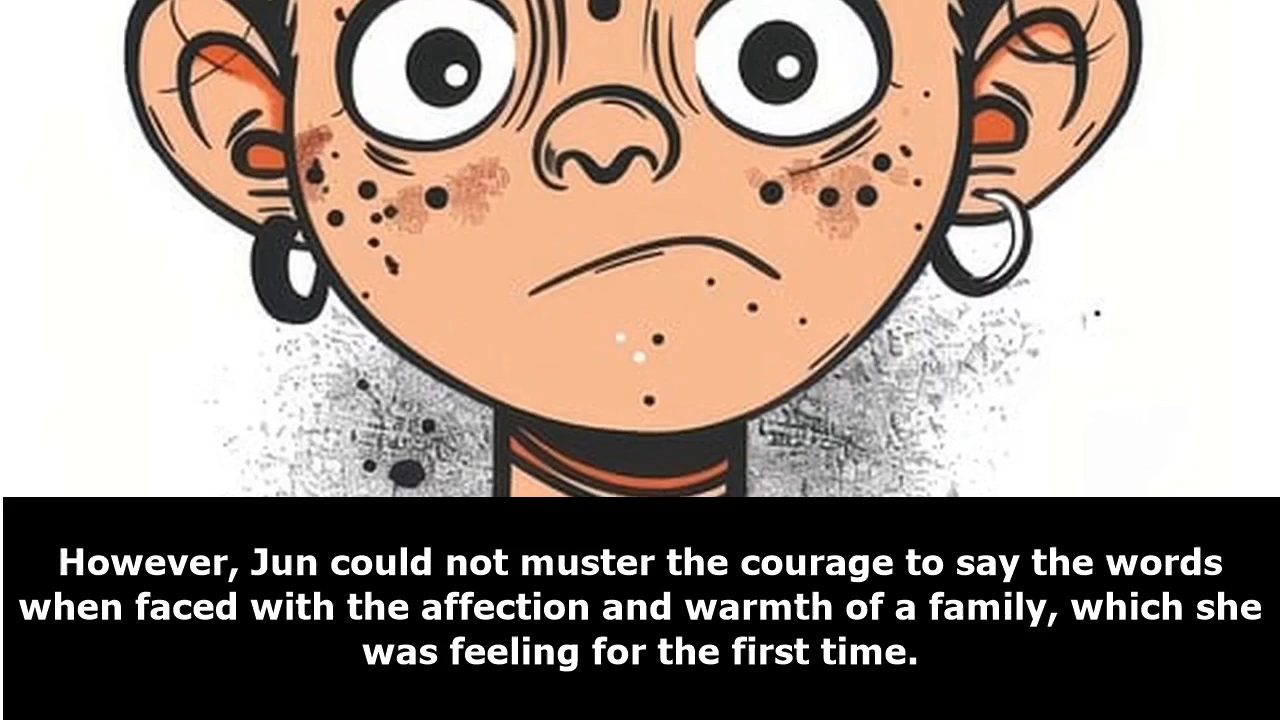 However, Jun could not muster the courage to say the words
when faced with the affection and warmth of a family, which she
was feeling for the first time.